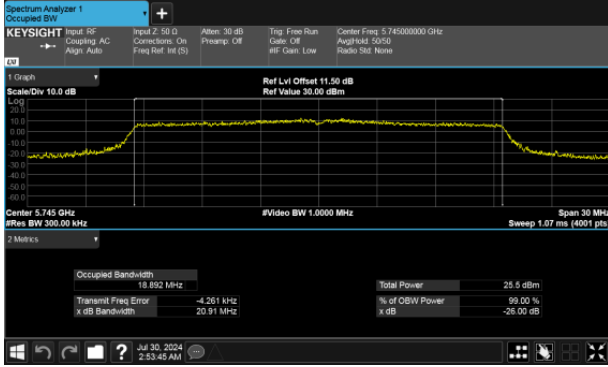 Spectrum Analyzer 1
Occupied BW
+
KEYSIGHT Input: RF Input Z: 50 Ω Atten: 30 dB Trig: Free Run Center Freq: 5.745000000 GHz
Coupling: AC Corrections: On Preamp: Off Gate: Off Avg|Hold: 50/50
Align: Auto Freq Ref: Int (S) #IF Gain: Low Radio Std: None
LXI
1 Graph
Ref Lvl Offset 11.50 dB
Scale/Div 10.0 dB Ref Value 30.00 dBm
Log
20.0
10.0
0.00
-10.0
-20.0
-30.0
-40.0
-50.0
-60.0
Center 5.745 GHz #Video BW 1.0000 MHz Span 30 MHz
#Res BW 300.00 kHz Sweep 1.07 ms (4001 pts)
2 Metrics
Occupied Bandwidth
18.892 MHz Total Power 25.5 dBm
Transmit Freq Error -4.261 kHz % of OBW Power 99.00 %
x dB Bandwidth 20.91 MHz x dB -26.00 dB
? Jul 30, 2024
2:53:45 AM